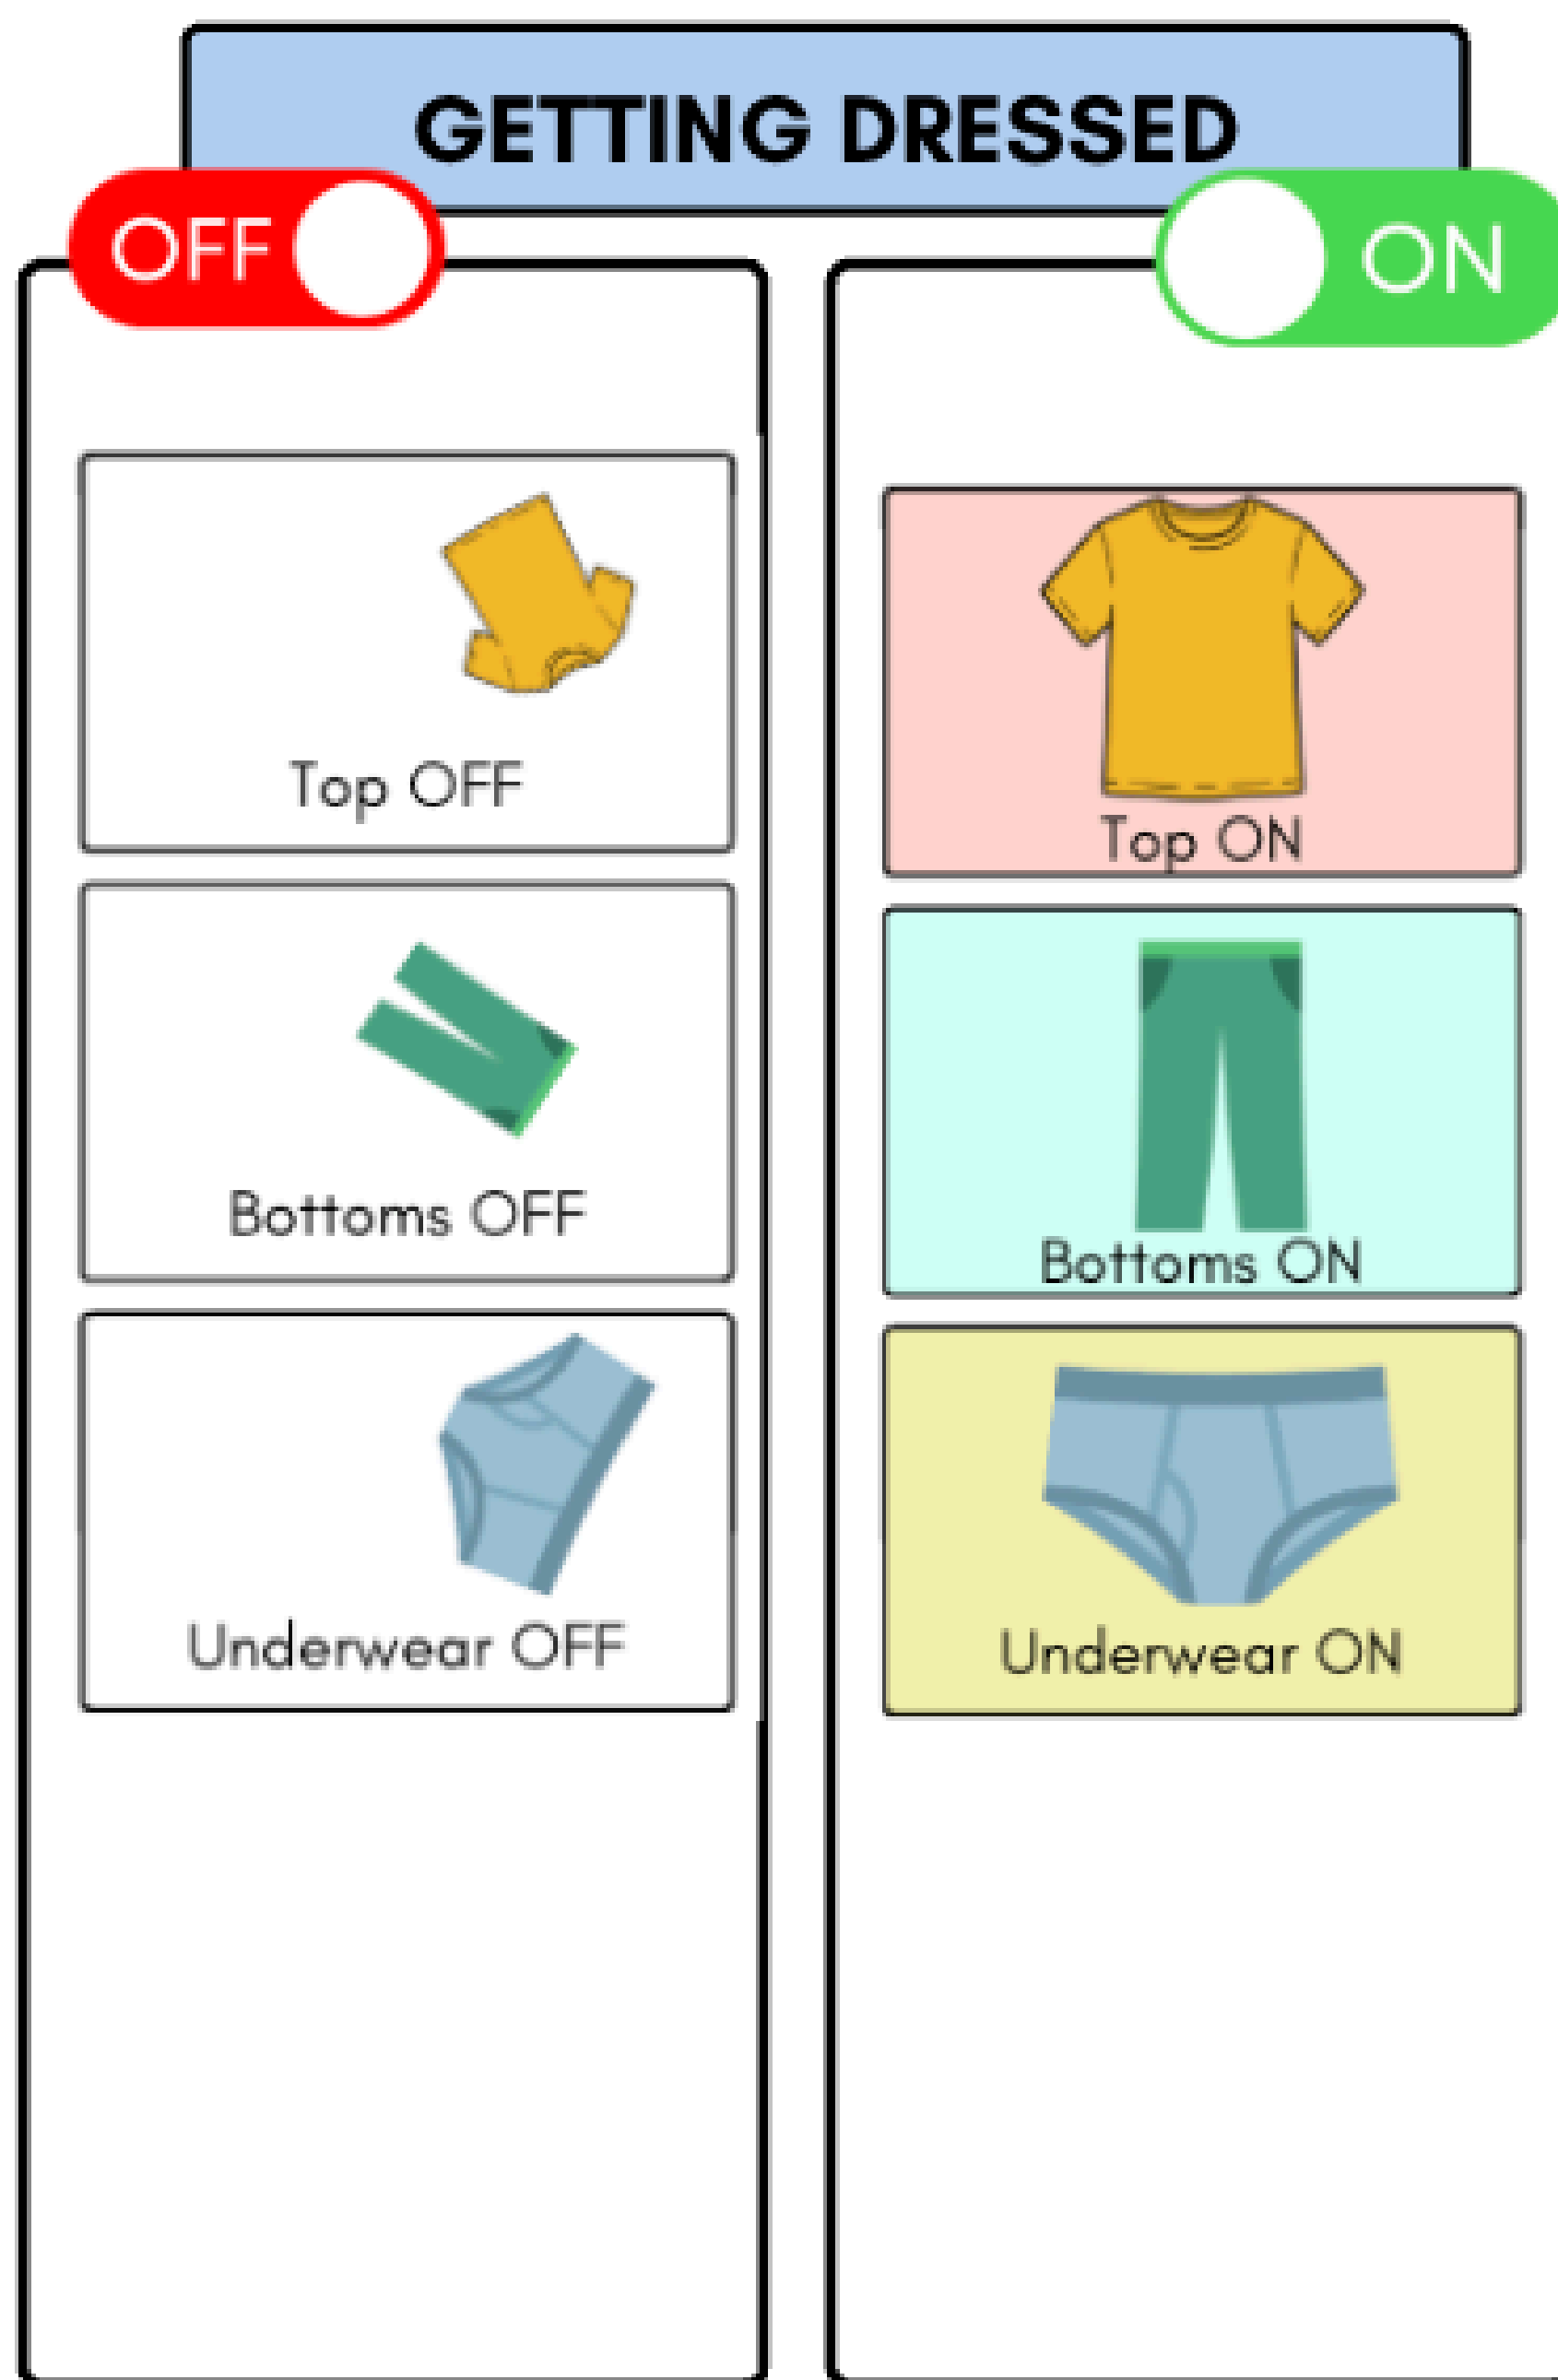 GETTING DRESSED
OFF
ON
Top OFF
Bottoms OFF
Underwear OFF
Top ON
Bottoms ON
Underwear ON